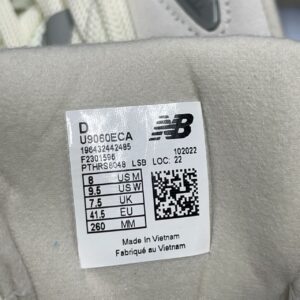 D
U9060ECA
196432442485
F2301596
PTHRS6048 LSB LOC: 22
102022
NB
8 US M
9.5 US W
7.5 UK
41.5 EU
260 MM
Made in Vietnam
Fabriqué au Vietnam